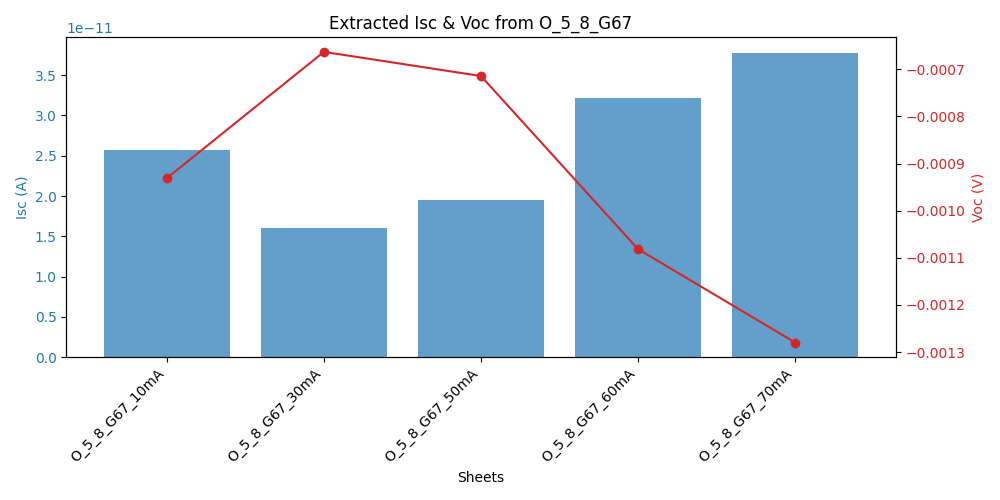 Extracted Isc & Voc from O_5_8_G67
1e−11
3.5
3.0
2.5
2.0
1.5
1.0
0.5
0.0
Isc (A)
−0.0007
−0.0008
−0.0009
−0.0010
−0.0011
−0.0012
−0.0013
Voc (V)
O_5_8_G67_10mA
O_5_8_G67_30mA
O_5_8_G67_50mA
O_5_8_G67_60mA
O_5_8_G67_70mA
Sheets